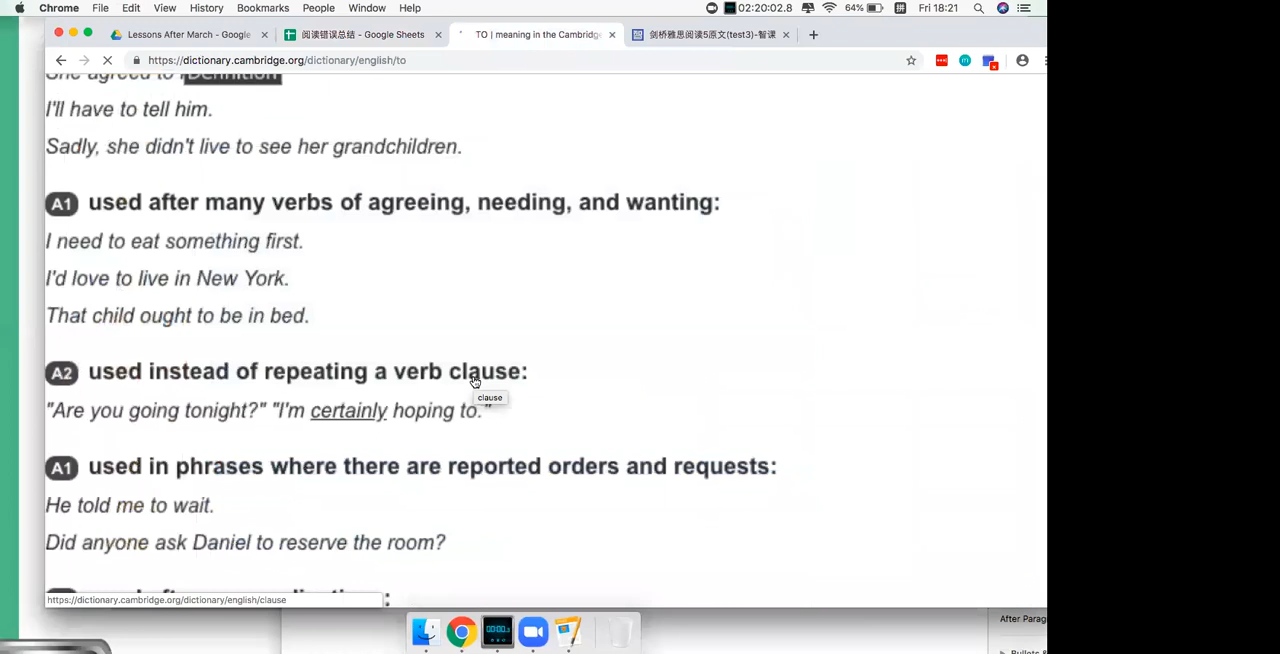 Chrome File Edit View History Bookmarks People Window Help 02:20:02.8 64% Fri 18:21
Lessons After March - Google 阅读错误总结 - Google Sheets TO | meaning in the Cambridge 剑桥雅思阅读5原文(test3)-智课
https://dictionary.cambridge.org/dictionary/english/to
She agreed to Definition
I'll have to tell him.
Sadly, she didn't live to see her grandchildren.
A1 used after many verbs of agreeing, needing, and wanting:
I need to eat something first.
I'd love to live in New York.
That child ought to be in bed.
A2 used instead of repeating a verb clause:
clause
"Are you going tonight?" "I'm certainly hoping to."
A1 used in phrases where there are reported orders and requests:
He told me to wait.
Did anyone ask Daniel to reserve the room?
https://dictionary.cambridge.org/dictionary/english/clause
After Parag
Bullets &